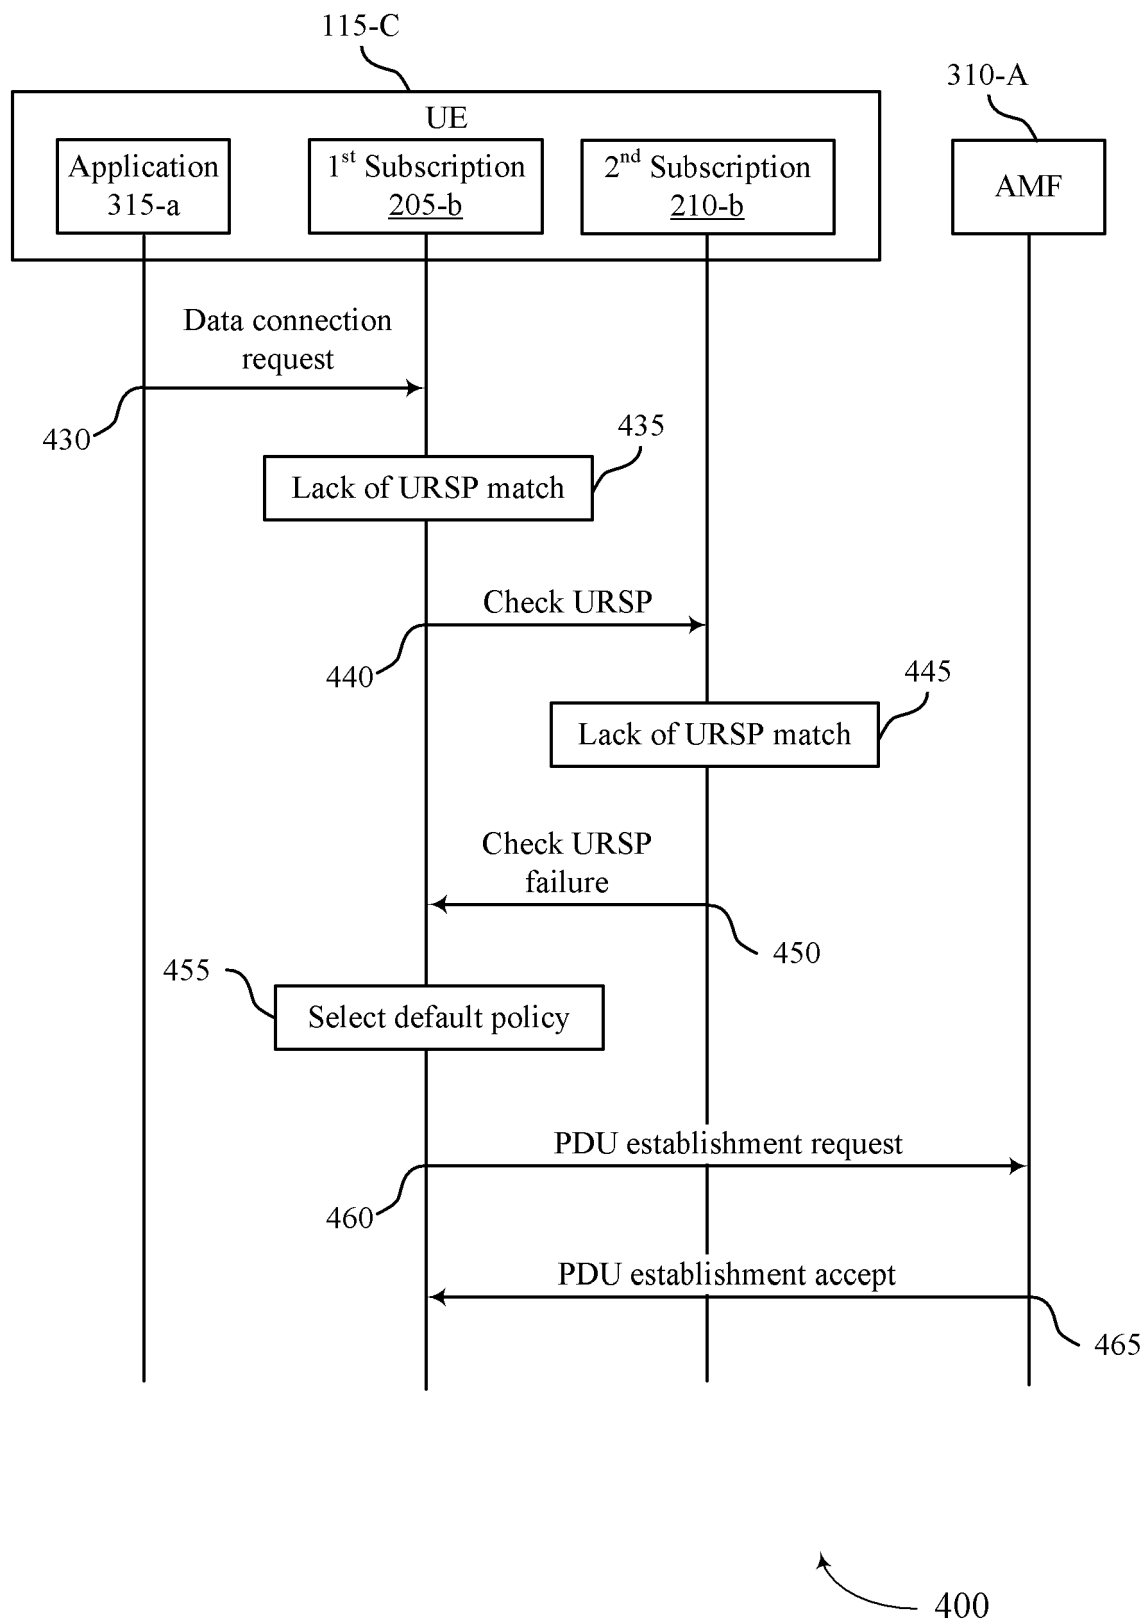 115-C
310-A
UE
Application
315-a
1st Subscription
205-b
2nd Subscription
210-b
AMF
Data connection
request
430
435
Lack of URSP match
Check URSP
440
445
Lack of URSP match
Check URSP
failure
450
455
Select default policy
PDU establishment request
460
PDU establishment accept
465
400